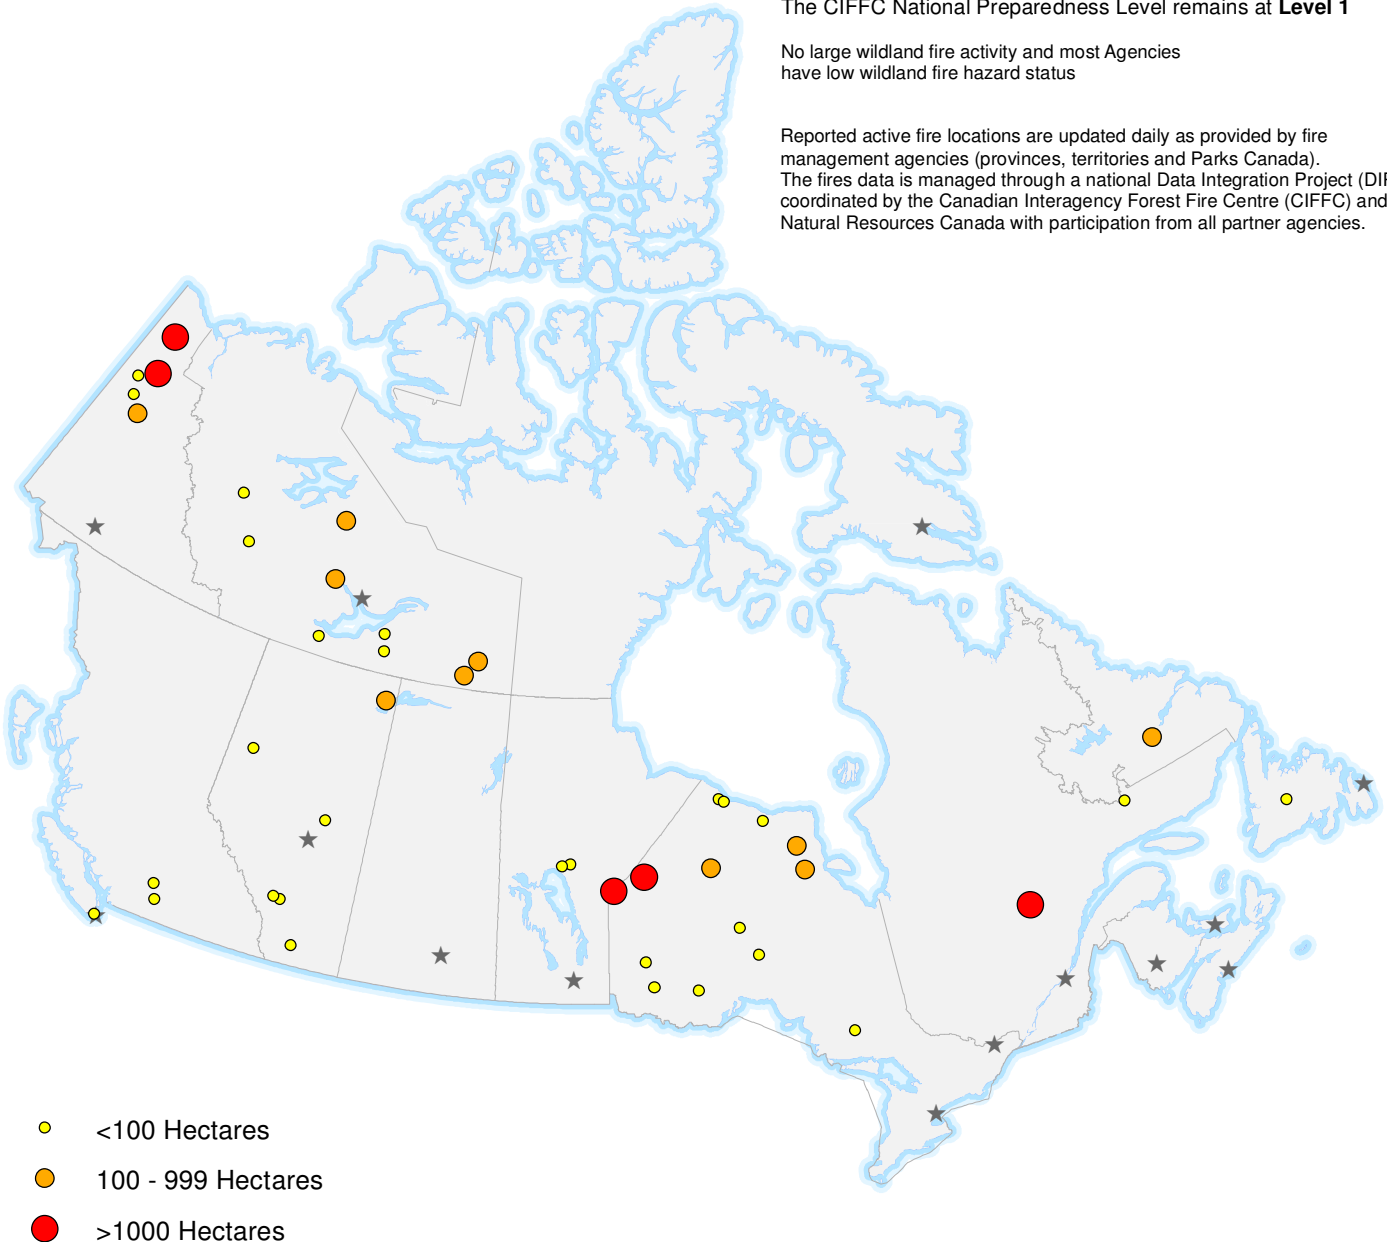 The CIFFC National Preparedness Level remains at Level 1
No large wildland fire activity and most Agencies
have low wildland fire hazard status
Reported active fire locations are updated daily as provided by fire
management agencies (provinces, territories and Parks Canada).
The fires data is managed through a national Data Integration Project
coordinated by the Canadian Interagency Forest Fire Centre (CIFFC) and
Natural Resources Canada with participation from all partner agencies.
<100 Hectares
100 - 999 Hectares
>1000 Hectares